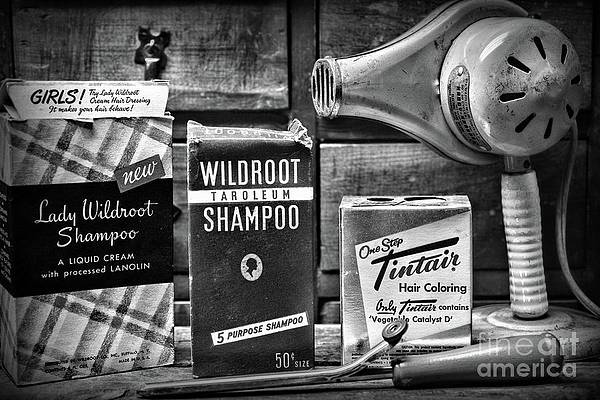 GIRLS! Try Lady Wildroot
Cream Hair Dressing
It makes your hair behave!
new
Lady Wildroot
Shampoo
A LIQUID CREAM
with processed LANOLIN
WILDROOT
TAROLEUM
SHAMPOO
5 PURPOSE SHAMPOO
50¢ SIZE
One Step
Tintair
Hair Coloring
Only Tintair contains
'Vegetable Catalyst D'
fine art
america